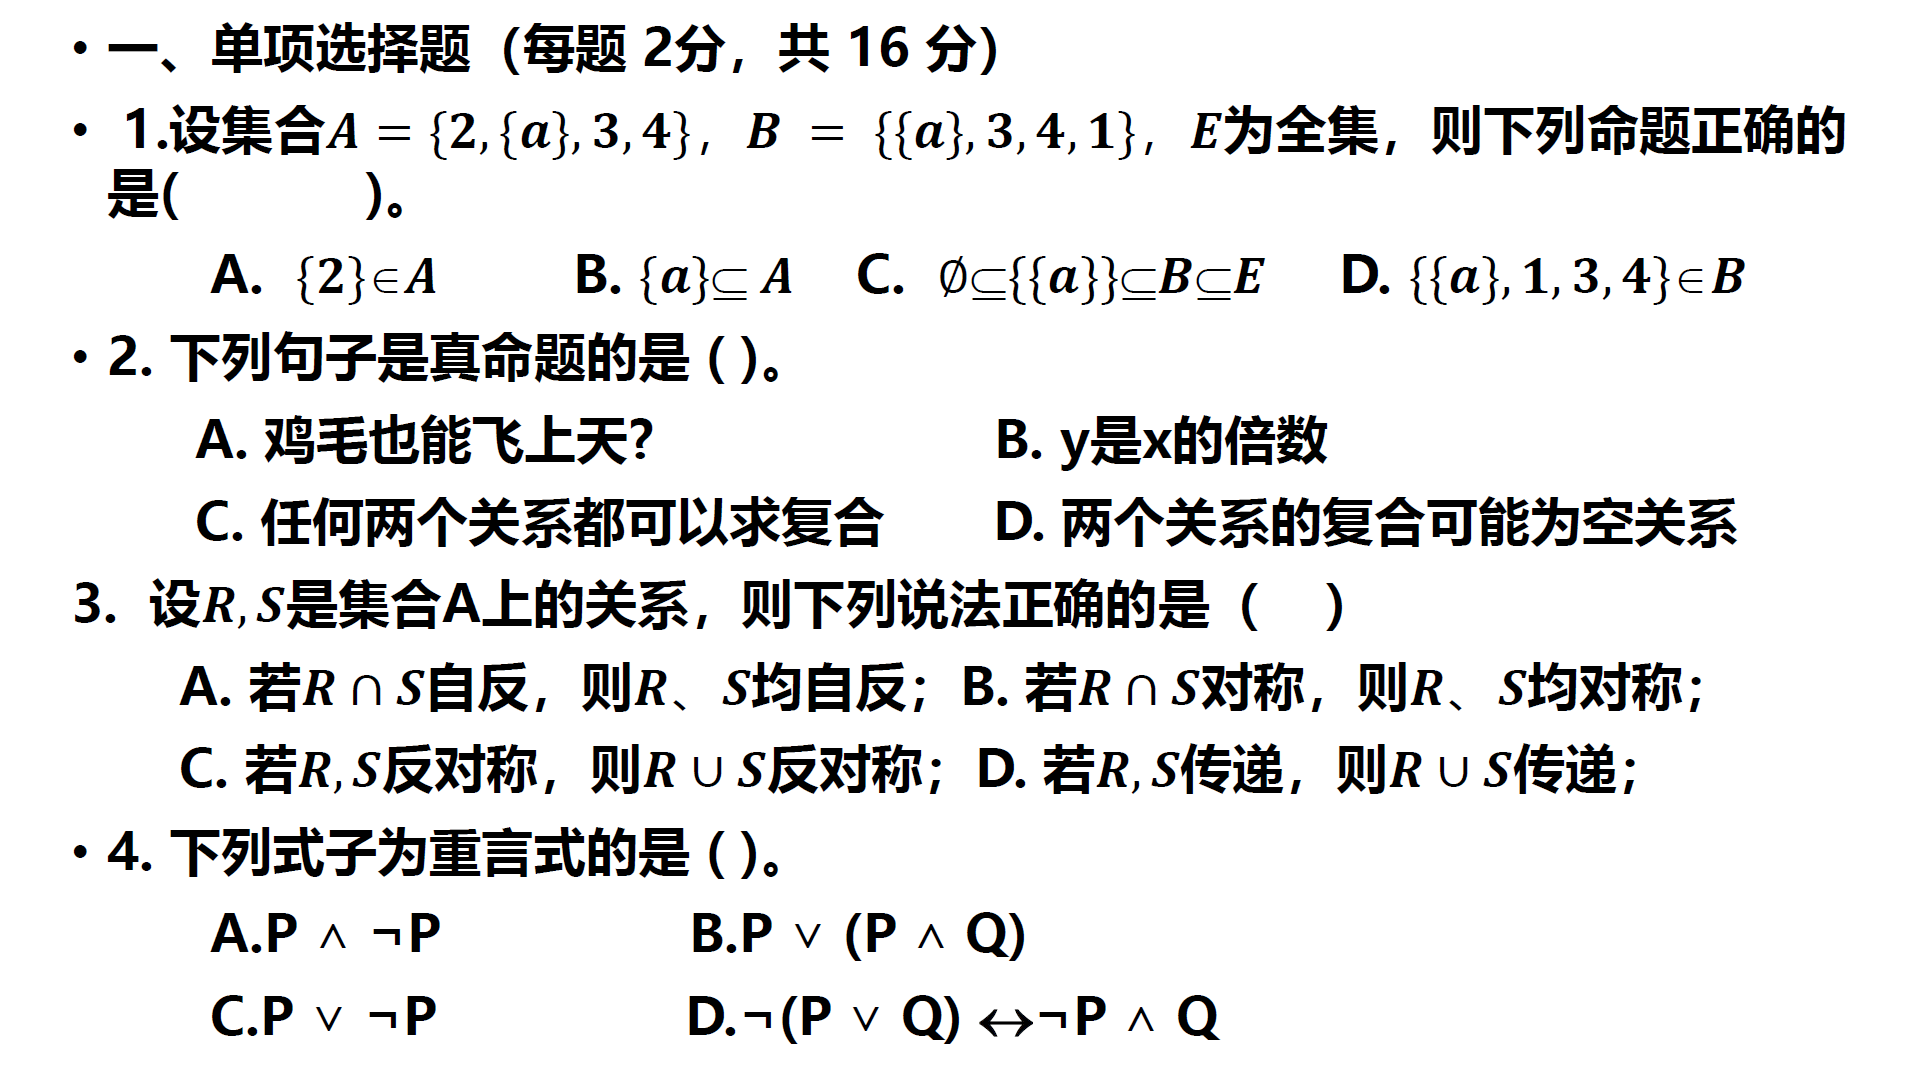 • 一、单项选择题（每题 2分，共 16 分）
• 1.设集合A = {2, {a}, 3, 4}，B = {{a}, 3, 4, 1}，E为全集，则下列命题正确的
是( )。
A. {2}∈A B. {a}⊆ A C. ∅⊆{{a}}⊆B⊆E D. {{a}, 1, 3, 4}∈B
• 2. 下列句子是真命题的是 ( )。
A. 鸡毛也能飞上天? B. y是x的倍数
C. 任何两个关系都可以求复合 D. 两个关系的复合可能为空关系
3. 设R, S是集合A上的关系，则下列说法正确的是（ ）
A. 若R ∩ S自反，则R、S均自反；B. 若R ∩ S对称，则R、S均对称；
C. 若R, S反对称，则R ∪ S反对称；D. 若R, S传递，则R ∪ S传递；
• 4. 下列式子为重言式的是 ( )。
A.P ∧ ¬P B.P ∨ (P ∧ Q)
C.P ∨ ¬P D.¬(P ∨ Q) ↔¬P ∧ Q